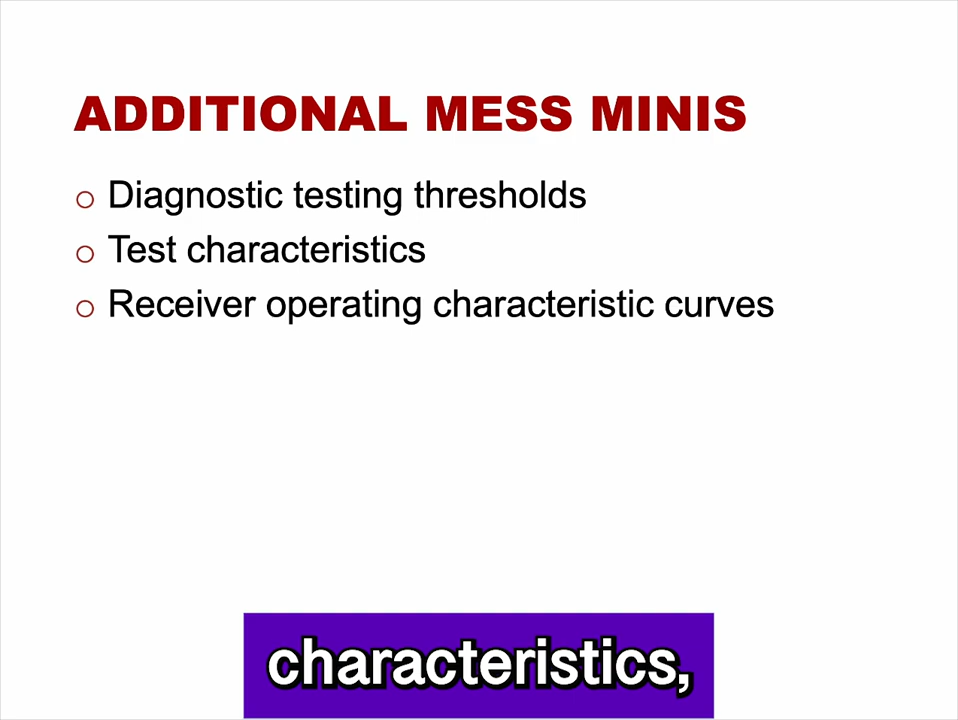 ADDITIONAL MESS MINIS
Diagnostic testing thresholds
Test characteristics
Receiver operating characteristic curves
characteristics,